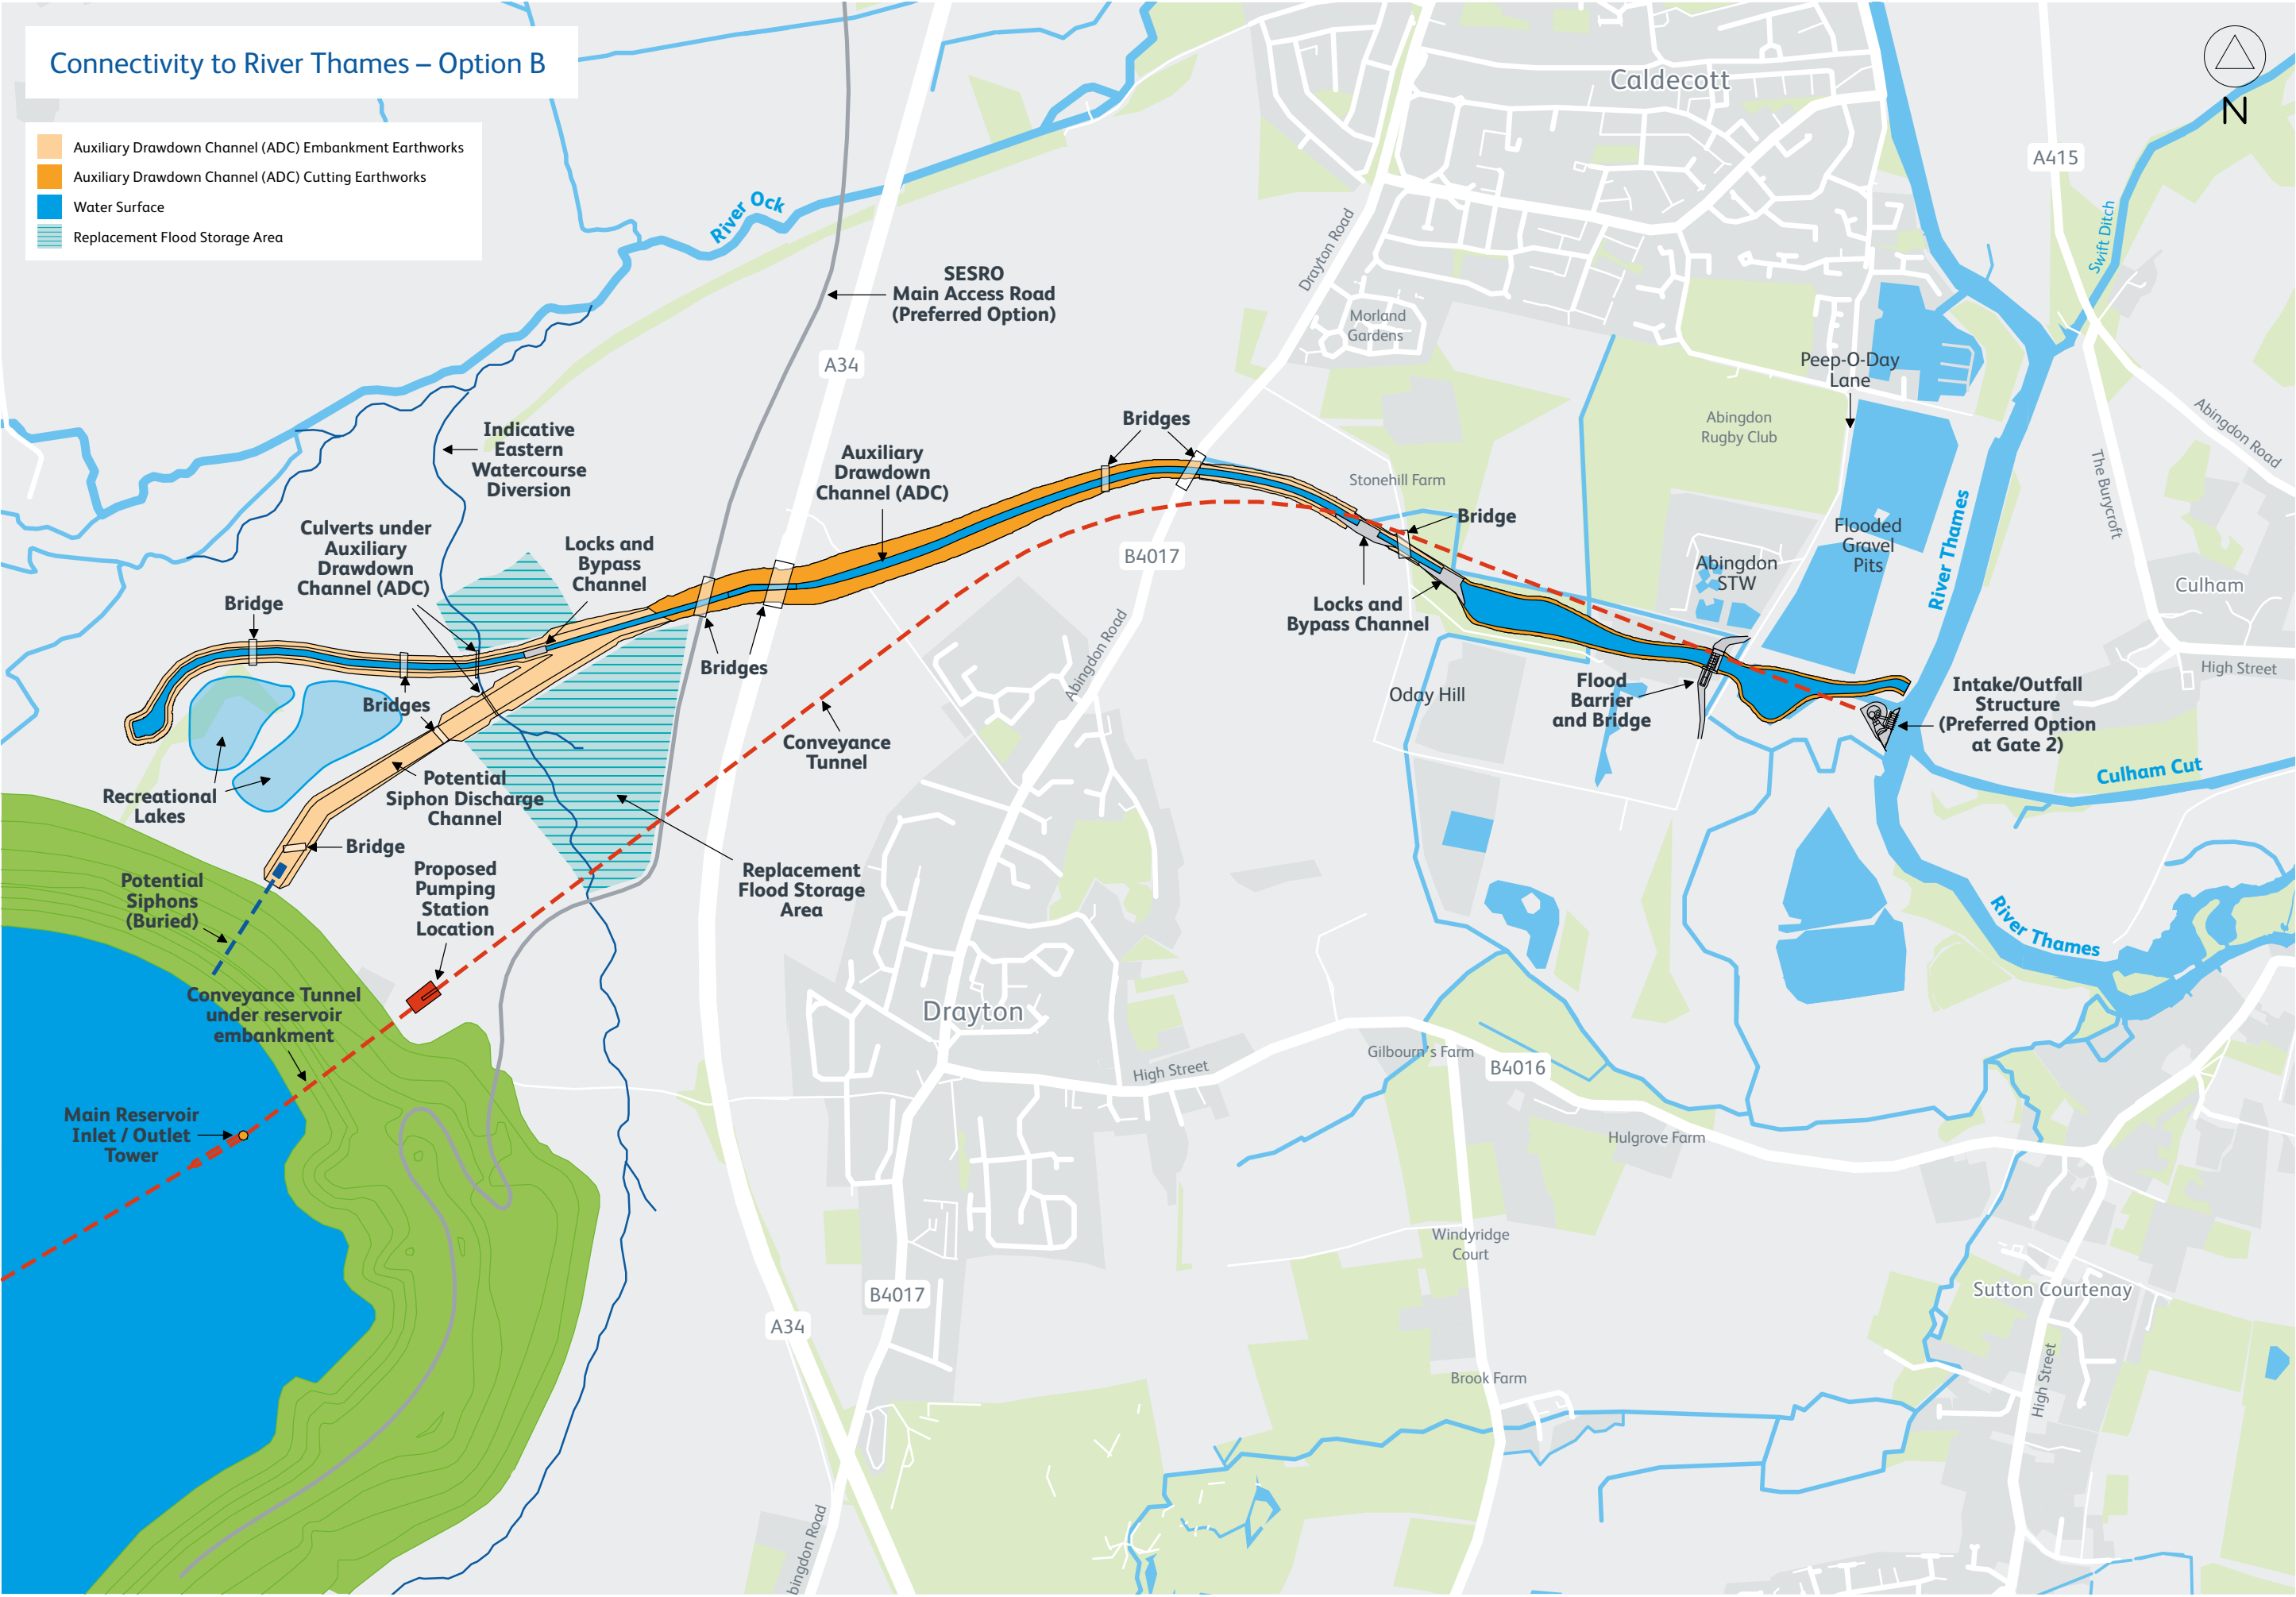 Connectivity to River Thames – Option B
N
Auxiliary Drawdown Channel (ADC) Embankment Earthworks
Auxiliary Drawdown Channel (ADC) Cutting Earthworks
Water Surface
Replacement Flood Storage Area
Caldecott
A415
River Ock
Swift Ditch
Drayton Road
SESRO
Main Access Road
(Preferred Option)
Morland
Gardens
A34
Peep-O-Day
Lane
Abingdon
Rugby Club
Abingdon Road
The Burycroft
Indicative
Eastern
Watercourse
Diversion
Auxiliary
Drawdown
Channel (ADC)
Bridges
Stonehill Farm
Bridge
Flooded
Gravel
Pits
River Thames
Culverts under
Auxiliary
Drawdown
Channel (ADC)
Locks and
Bypass
Channel
B4017
Abingdon
STW
Culham
Bridge
Locks and
Bypass Channel
Abingdon Road
Bridges
High Street
Bridges
Oday Hill
Flood
Barrier
and Bridge
Intake/Outfall
Structure
(Preferred Option
at Gate 2)
Conveyance
Tunnel
Culham Cut
Recreational
Lakes
Potential
Siphon Discharge
Channel
Bridge
Potential
Siphons
(Buried)
Proposed
Pumping
Station
Location
Replacement
Flood Storage
Area
River Thames
Conveyance Tunnel
under reservoir
embankment
Drayton
High Street
Gilbourn's Farm
B4016
Main Reservoir
Inlet / Outlet
Tower
Hulgrove Farm
Windyridge
Court
B4017
A34
Sutton Courtenay
Brook Farm
High Street
bingdon Road